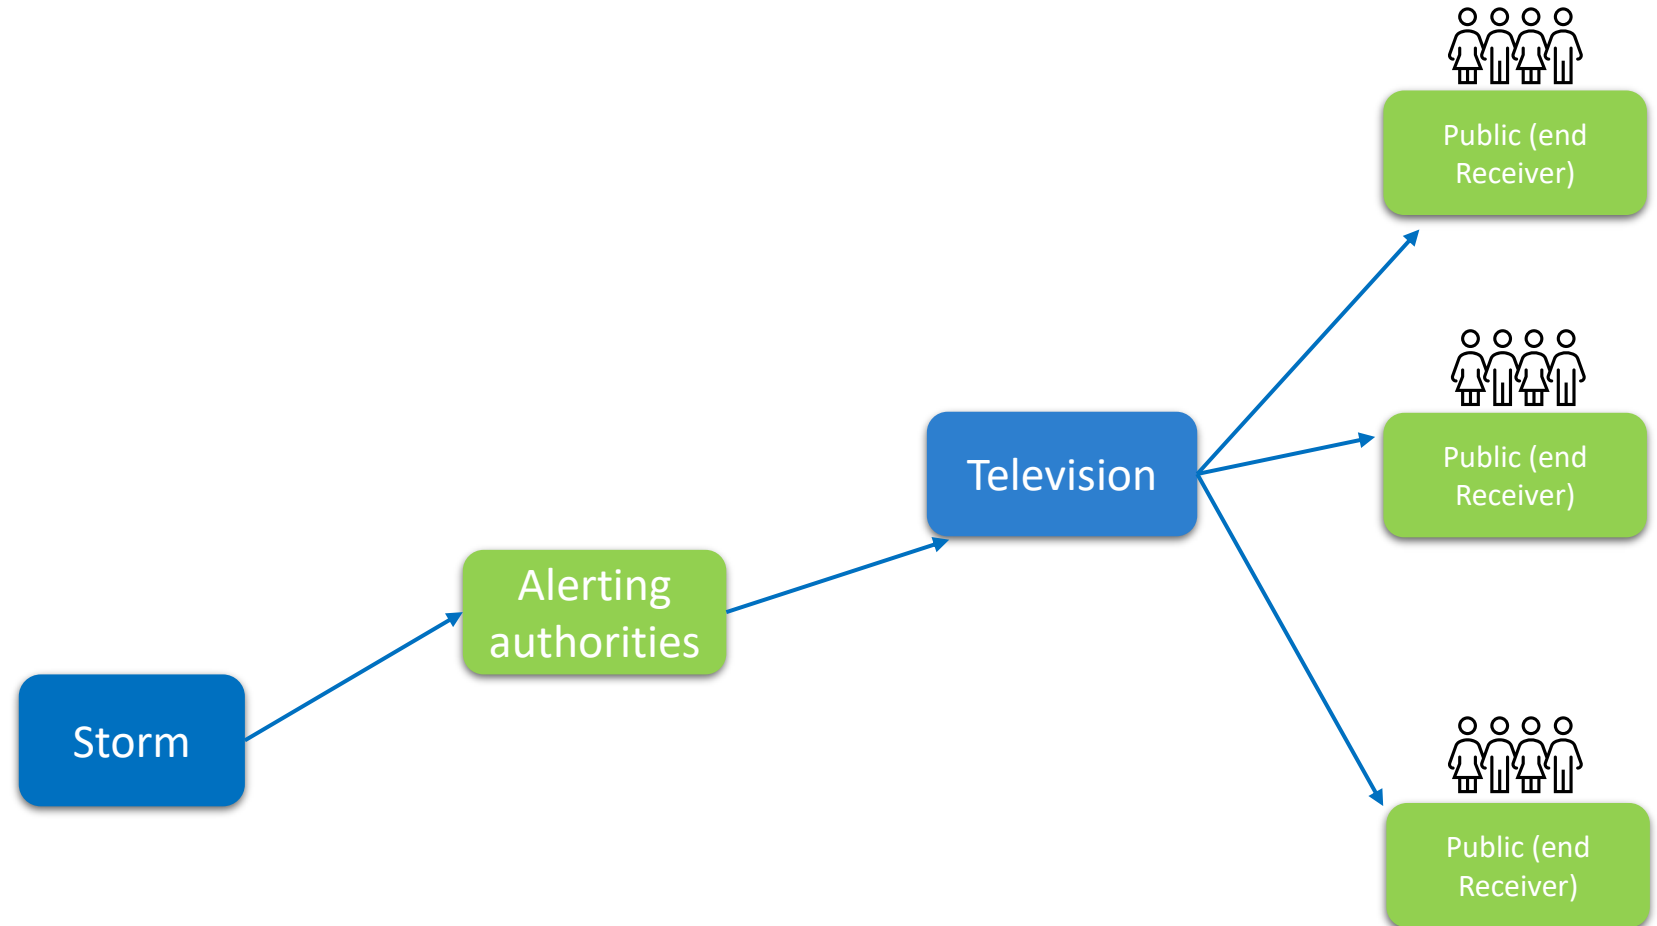 Public (end
Receiver)
Public (end
Receiver)
Television
Alerting
authorities
Storm
Public (end
Receiver)